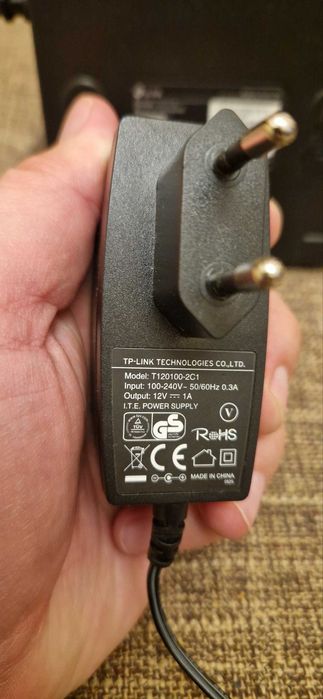 TP-LINK TECHNOLOGIES CO.,LTD.
Model: T120100-2C1
Input: 100-240V~ 50/60Hz 0.3A
Output: 12V⎓1A
I.T.E. POWER SUPPLY
V
TÜV GS RoHS
CE
MADE IN CHINA